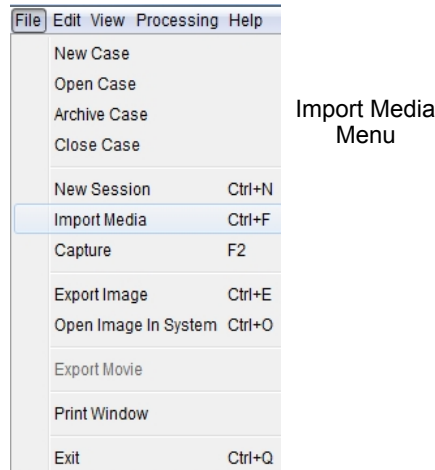 File Edit View Processing Help
New Case
Open Case
Archive Case
Close Case
New Session Ctrl+N
Import Media Ctrl+F
Capture F2
Export Image Ctrl+E
Open Image In System Ctrl+O
Export Movie
Print Window
Exit Ctrl+Q
Import Media
Menu